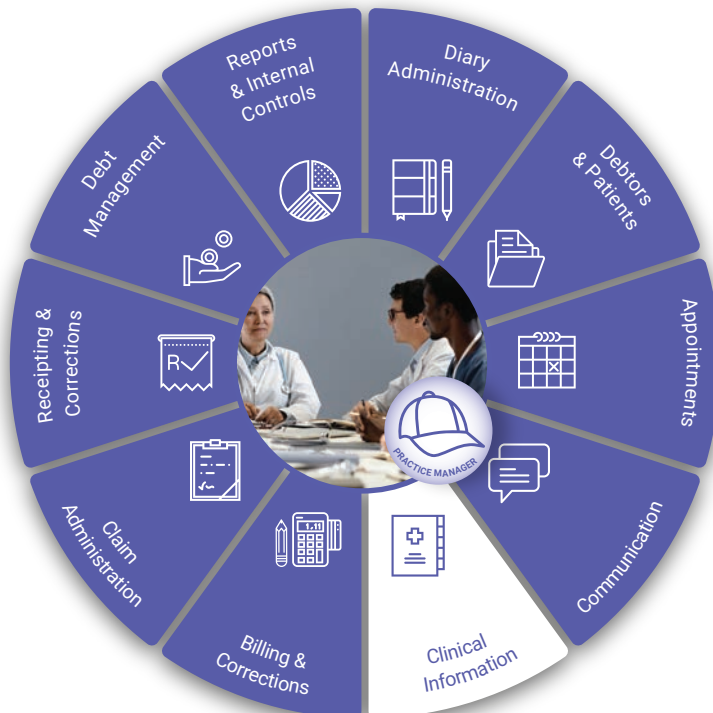 Reports
& Internal
Controls
Diary
Administration
Debtors
& Patients
Appointments
Communication
Clinical
Information
Billing &
Corrections
Claim
Administration
Receipting &
Corrections
Debt
Management
R
1.11
PRACTICE MANAGER